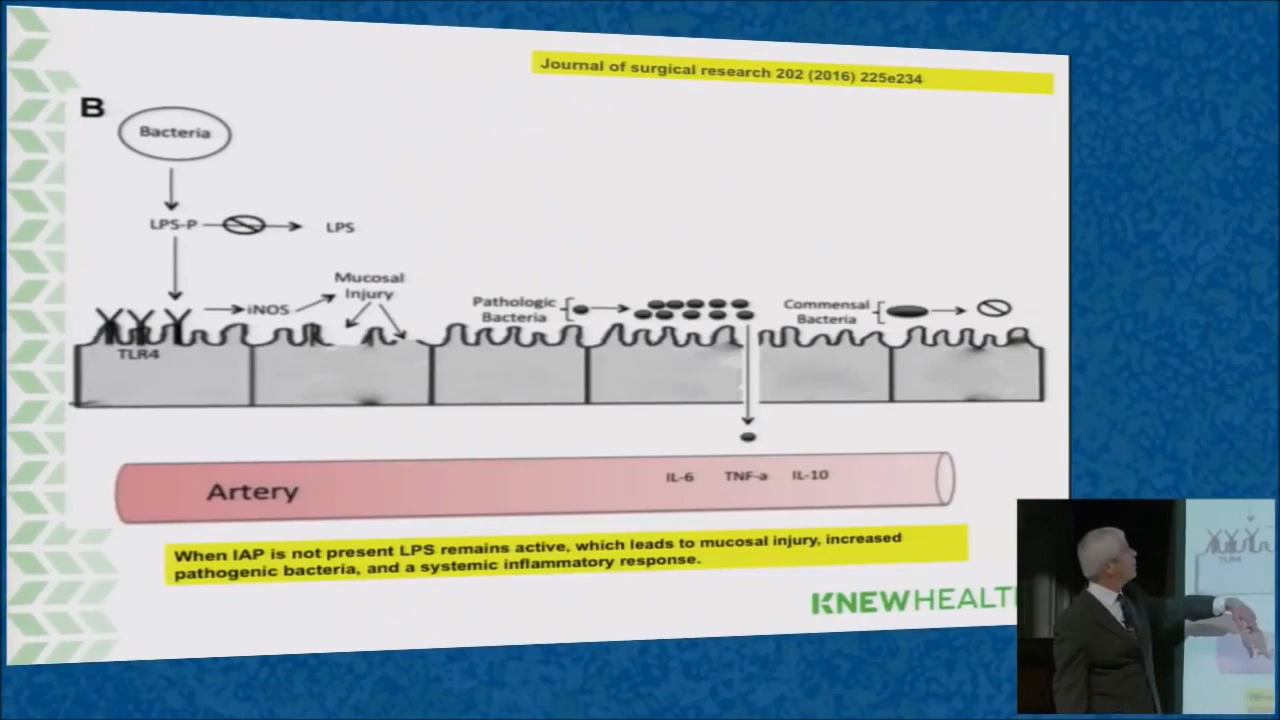 Journal of surgical research 202 (2016) 225e234
B
Bacteria
LPS-P
LPS
Mucosal
Injury
iNOS
Pathologic
Bacteria
Commensal
Bacteria
TLR4
IL-6 TNF-a IL-10
Artery
When IAP is not present LPS remains active, which leads to mucosal injury, increased
pathogenic bacteria, and a systemic inflammatory response.
KNEWHEALT
TLR4